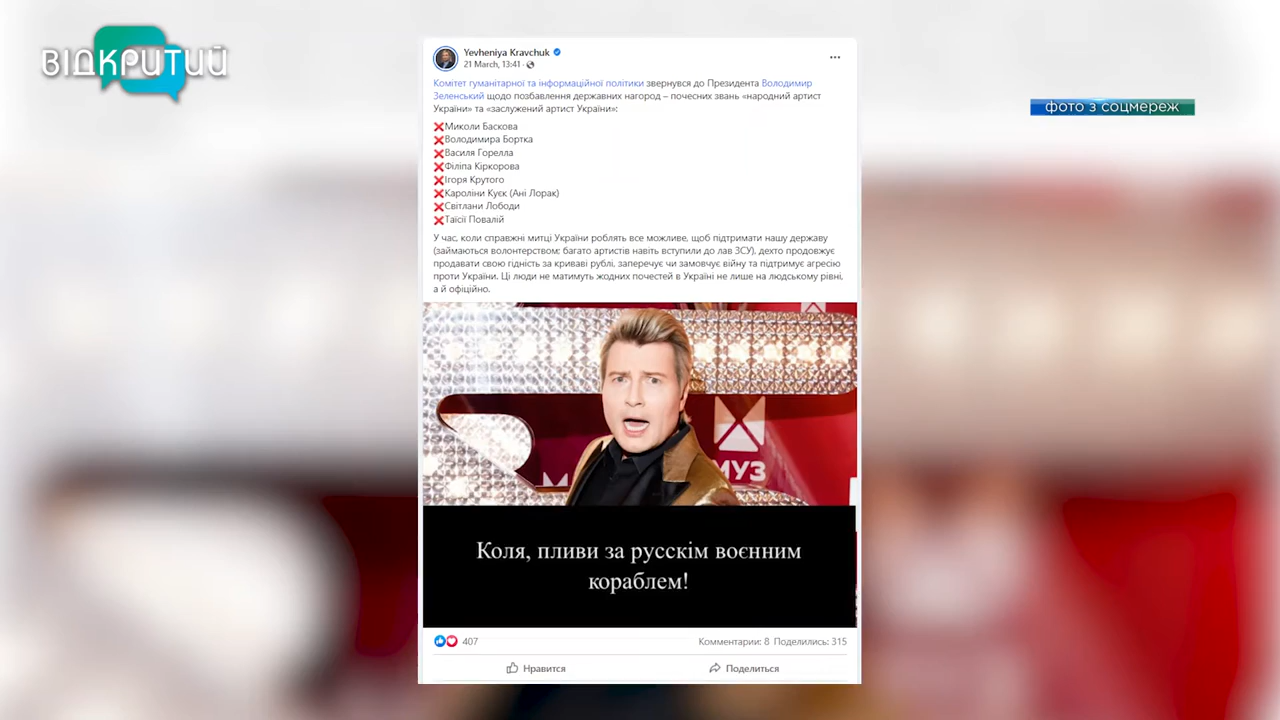 ВІДКРИТИЙ
фото з соцмереж
Yevheniya Kravchuk
21 March, 13:41 ·
Комітет гуманітарної та інформаційної політики звернувся до Президента Володимир
Зеленський щодо позбавлення державних нагород – почесних звань «народний артист
України» та «заслужений артист України»:
❌Миколи Баскова
❌Володимира Бортка
❌Василя Горелла
❌Філіпа Кіркорова
❌Ігоря Крутого
❌Кароліни Куєк (Ані Лорак)
❌Світлани Лободи
❌Таїсії Повалій
У час, коли справжні митці України роблять все можливе, щоб підтримати нашу державу
(займаються волонтерством; багато артистів навіть вступили до лав ЗСУ), дехто продовжує
продавати свою гідність за криваві рублі, заперечує чи замовчує війну та підтримує агресію
проти України. Ці люди не матимуть жодних почестей в Україні не лише на людському рівні,
а й офіційно.
МУЗ
Коля, пливи за русскім воєнним
кораблем!
407
Комментарии: 8 Поделились: 315
Нравится
Поделиться